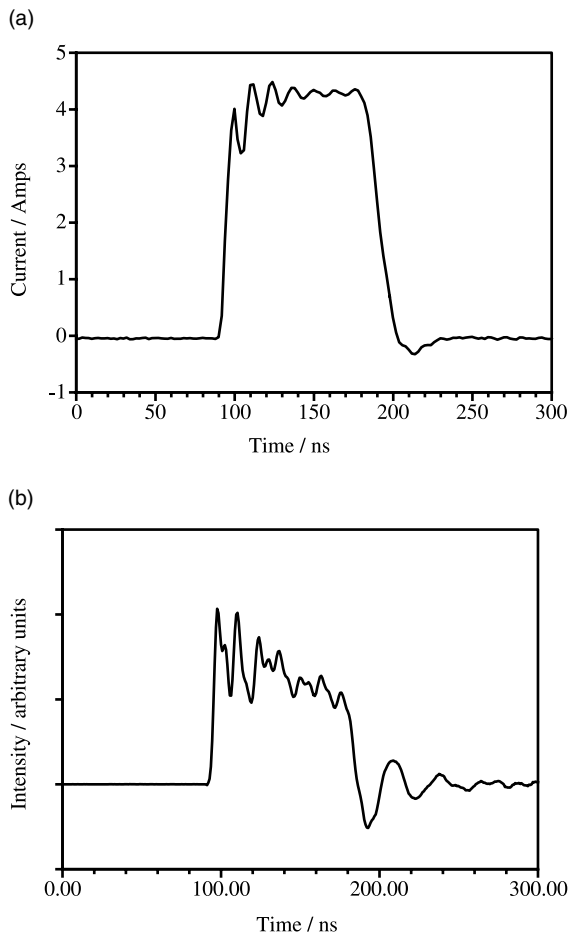 (a)
5
4
3
2
1
0
-1
Current / Amps
0 50 100 150 200 250 300
Time / ns
(b)
Intensity / arbitrary units
0.00 100.00 200.00 300.00
Time / ns